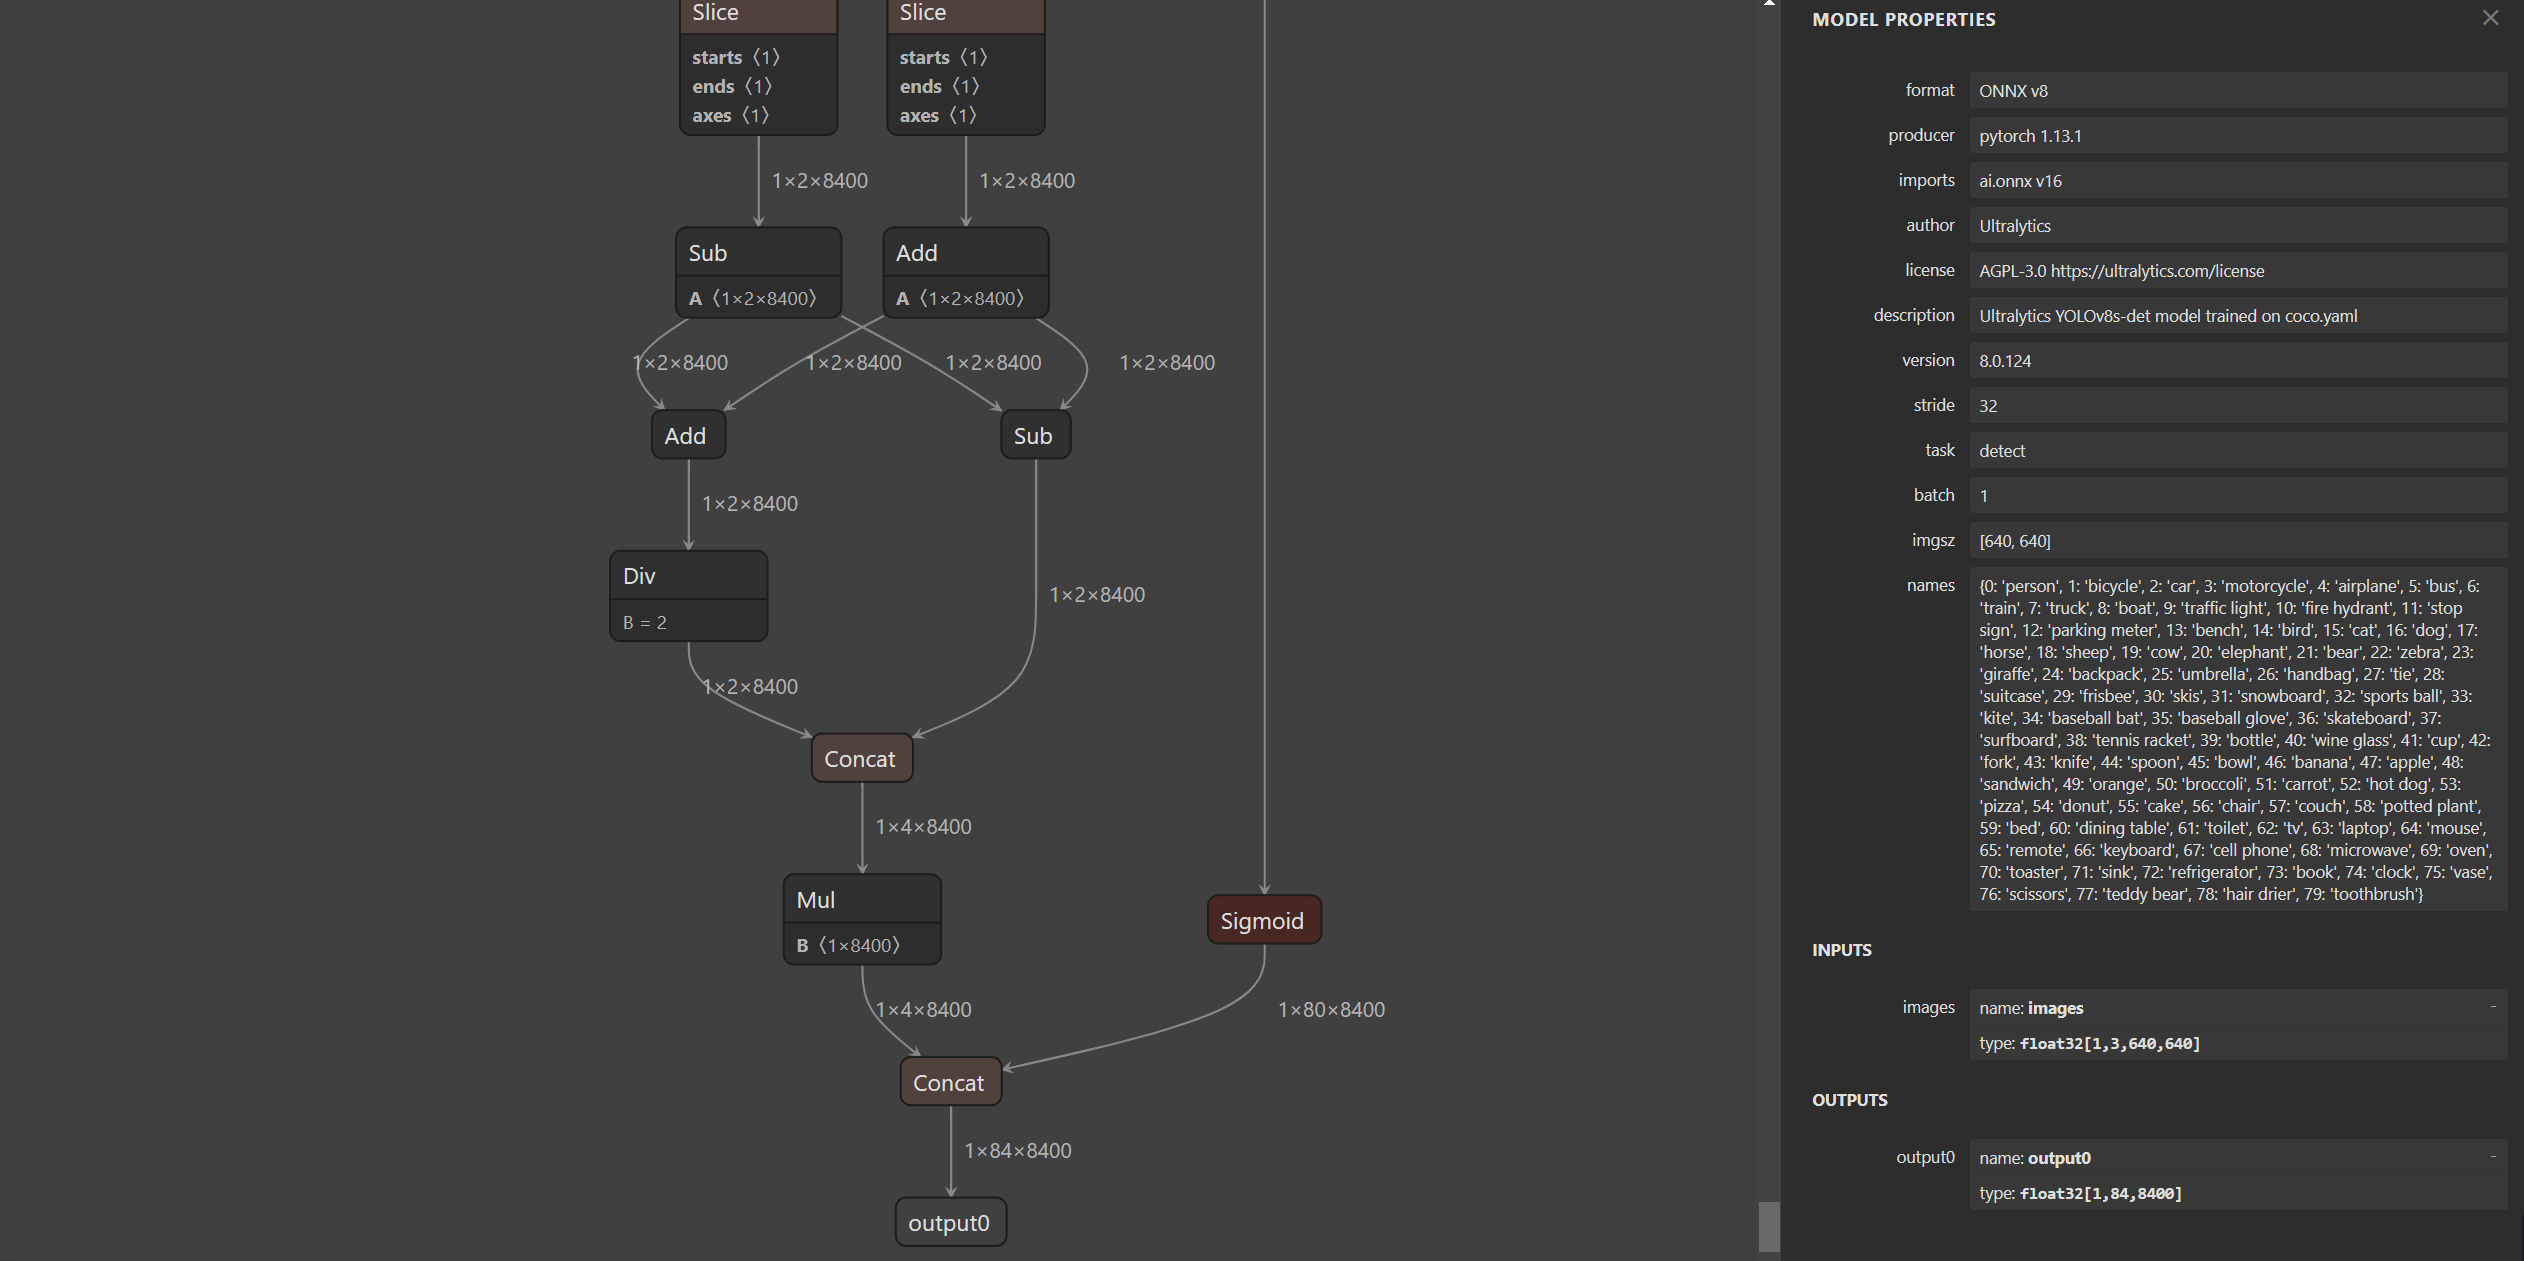 Slice
starts〈1〉
ends〈1〉
axes〈1〉
Slice
starts〈1〉
ends〈1〉
axes〈1〉
1×2×8400
1×2×8400
Sub
A〈1×2×8400〉
Add
A〈1×2×8400〉
1×2×8400
1×2×8400
1×2×8400
1×2×8400
Add
Sub
1×2×8400
Div
B = 2
1×2×8400
1×2×8400
Concat
1×4×8400
Mul
B〈1×8400〉
Sigmoid
1×4×8400
1×80×8400
Concat
1×84×8400
output0
MODEL PROPERTIES
format ONNX v8
producer pytorch 1.13.1
imports ai.onnx v16
author Ultralytics
license AGPL-3.0 https://ultralytics.com/license
description Ultralytics YOLOv8s-det model trained on coco.yaml
version 8.0.124
stride 32
task detect
batch 1
imgsz [640, 640]
names {0: 'person', 1: 'bicycle', 2: 'car', 3: 'motorcycle', 4: 'airplane', 5: 'bus', 6:
'train', 7: 'truck', 8: 'boat', 9: 'traffic light', 10: 'fire hydrant', 11: 'stop
sign', 12: 'parking meter', 13: 'bench', 14: 'bird', 15: 'cat', 16: 'dog', 17:
'horse', 18: 'sheep', 19: 'cow', 20: 'elephant', 21: 'bear', 22: 'zebra', 23:
'giraffe', 24: 'backpack', 25: 'umbrella', 26: 'handbag', 27: 'tie', 28:
'suitcase', 29: 'frisbee', 30: 'skis', 31: 'snowboard', 32: 'sports ball', 33:
'kite', 34: 'baseball bat', 35: 'baseball glove', 36: 'skateboard', 37:
'surfboard', 38: 'tennis racket', 39: 'bottle', 40: 'wine glass', 41: 'cup', 42:
'fork', 43: 'knife', 44: 'spoon', 45: 'bowl', 46: 'banana', 47: 'apple', 48:
'sandwich', 49: 'orange', 50: 'broccoli', 51: 'carrot', 52: 'hot dog', 53:
'pizza', 54: 'donut', 55: 'cake', 56: 'chair', 57: 'couch', 58: 'potted plant',
59: 'bed', 60: 'dining table', 61: 'toilet', 62: 'tv', 63: 'laptop', 64: 'mouse',
65: 'remote', 66: 'keyboard', 67: 'cell phone', 68: 'microwave', 69: 'oven',
70: 'toaster', 71: 'sink', 72: 'refrigerator', 73: 'book', 74: 'clock', 75: 'vase',
76: 'scissors', 77: 'teddy bear', 78: 'hair drier', 79: 'toothbrush'}
INPUTS
images name: images -
type: float32[1,3,640,640]
OUTPUTS
output0 name: output0 -
type: float32[1,84,8400]